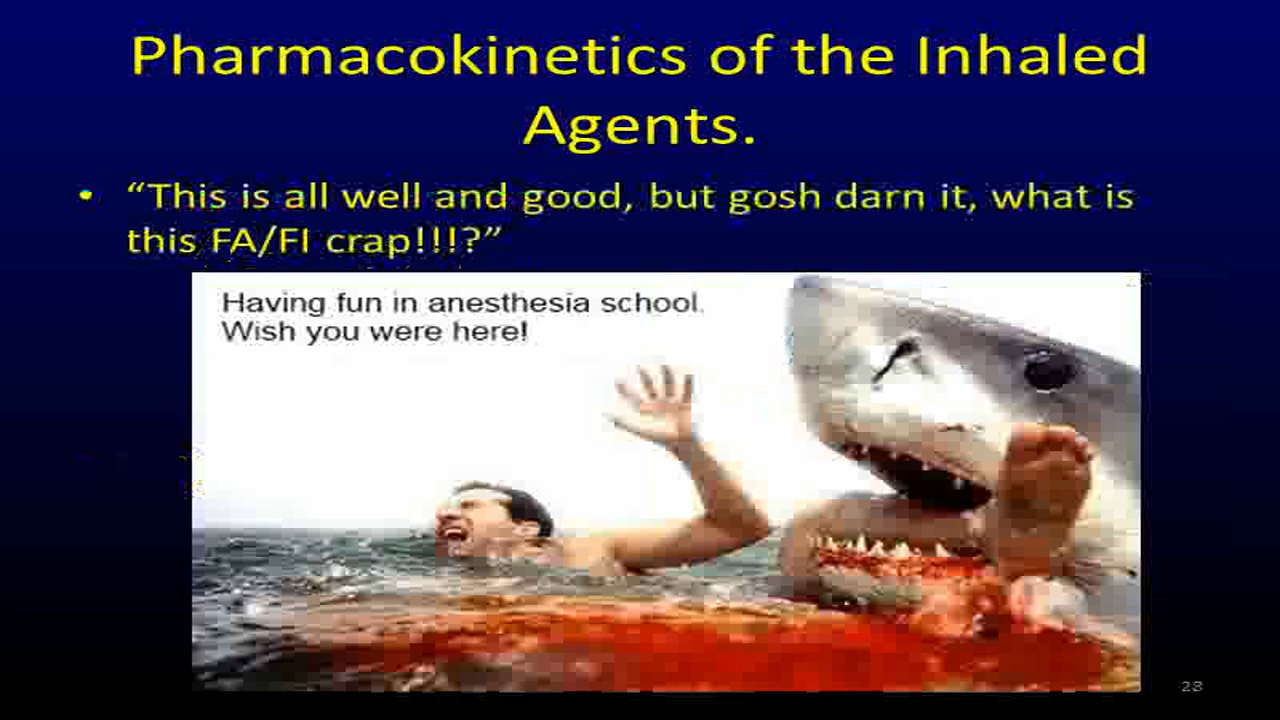 Pharmacokinetics of the Inhaled
Agents.
• “This is all well and good, but gosh darn it, what is
this FA/FI crap!!!?”
Having fun in anesthesia school.
Wish you were here!
23